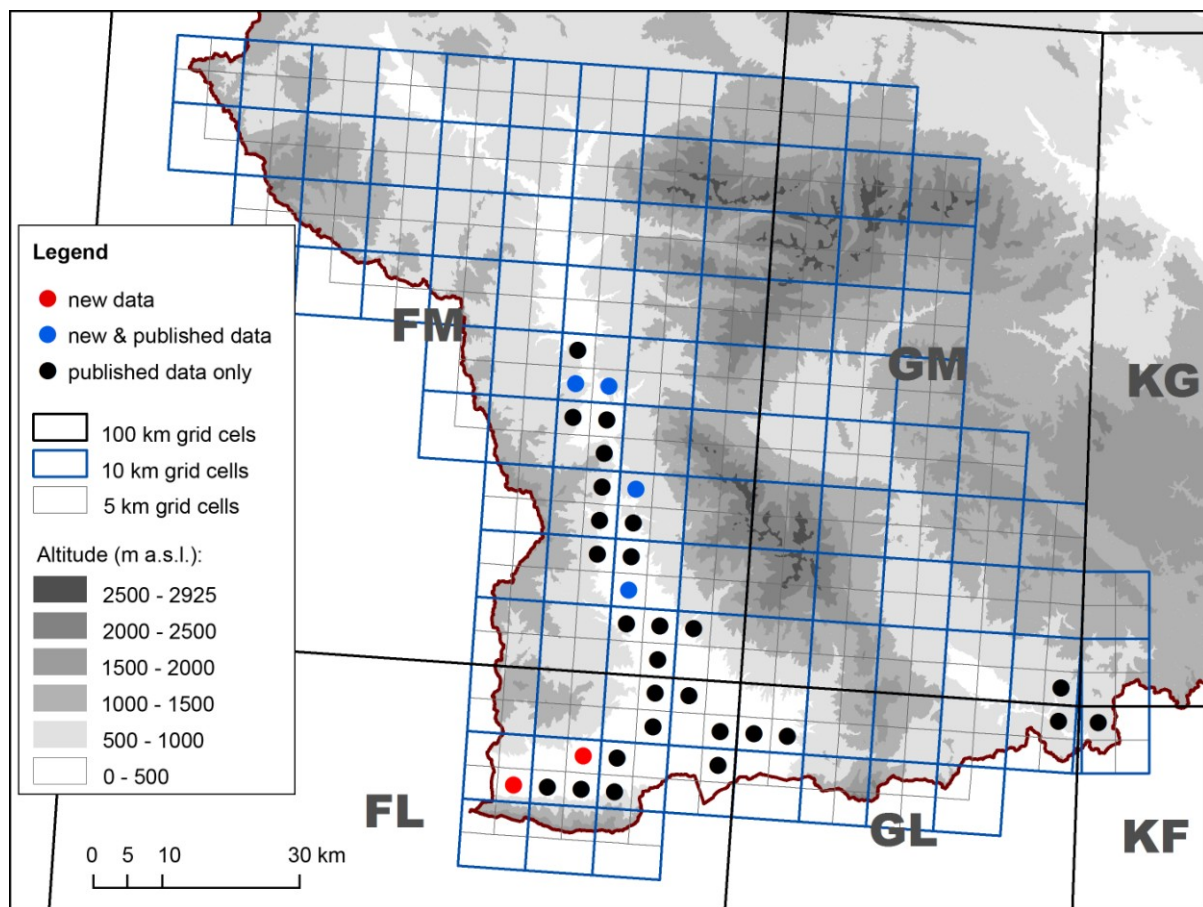 Legend
new data
new & published data
published data only
100 km grid cels
10 km grid cells
5 km grid cells
Altitude (m a.s.l.):
2500 - 2925
2000 - 2500
1500 - 2000
1000 - 1500
500 - 1000
0 - 500
FM
GM
KG
FL
GL
KF
0 5 10 30 km